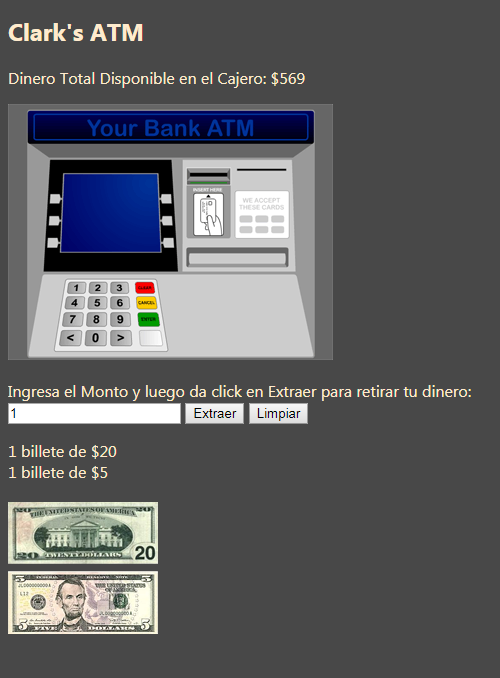 Clark's ATM
Dinero Total Disponible en el Cajero: $569
Your Bank ATM
INSERT HERE
WE ACCEPT
THESE CARDS
1 2 3
4 5 6 CANCEL
7 8 9 ENTER
< 0 >
Ingresa el Monto y luego da click en Extraer para retirar tu dinero:
1 Extraer Limpiar
1 billete de $20
1 billete de $5
THE UNITED STATES OF AMERICA
TWENTY DOLLARS 20
THE UNITED STATES
OF AMERICA
FIVE DOLLARS